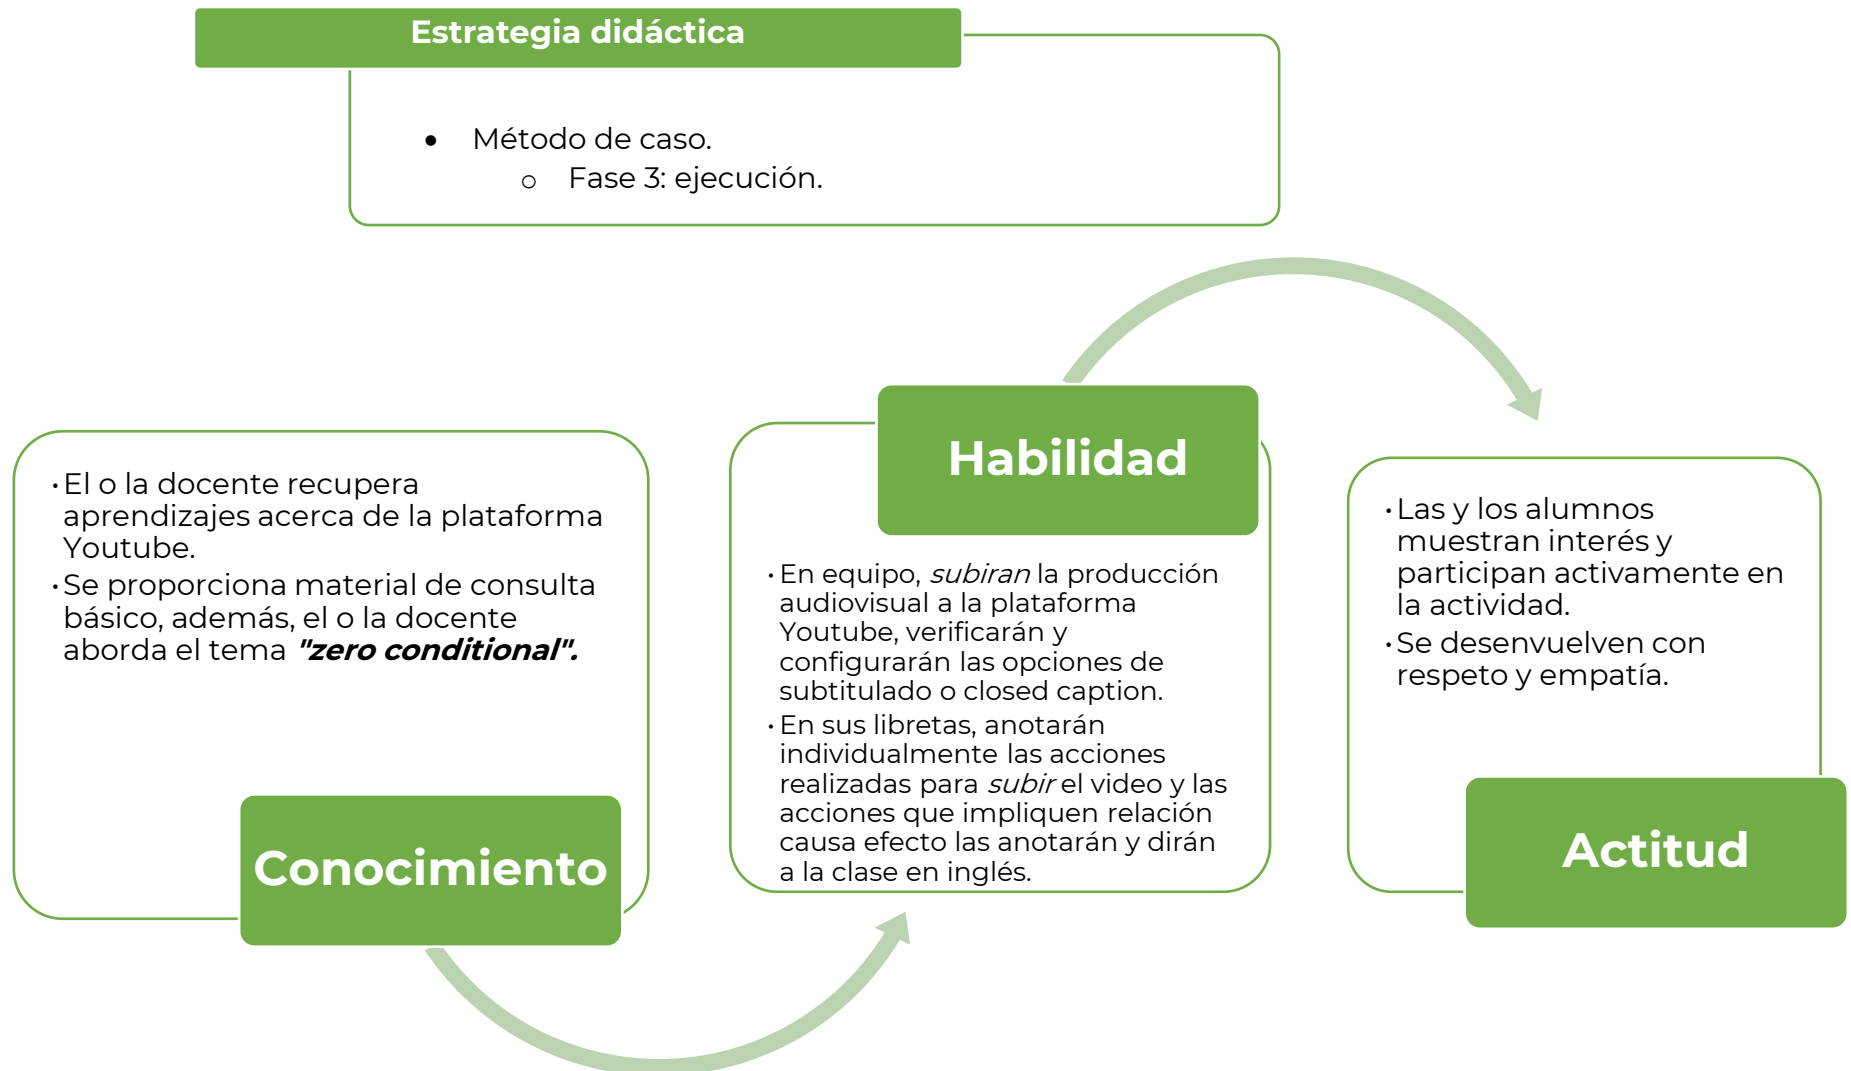 Estrategia didáctica
• Método de caso.
o Fase 3: ejecución.
·El o la docente recupera
aprendizajes acerca de la plataforma
Youtube.
·Se proporciona material de consulta
básico, además, el o la docente
aborda el tema "zero conditional".
Conocimiento
Habilidad
·En equipo, subiran la producción
audiovisual a la plataforma
Youtube, verificarán y
configurarán las opciones de
subtitulado o closed caption.
·En sus libretas, anotarán
individualmente las acciones
realizadas para subir el video y las
acciones que impliquen relación
causa efecto las anotarán y dirán
a la clase en inglés.
·Las y los alumnos
muestran interés y
participan activamente en
la actividad.
·Se desenvuelven con
respeto y empatía.
Actitud